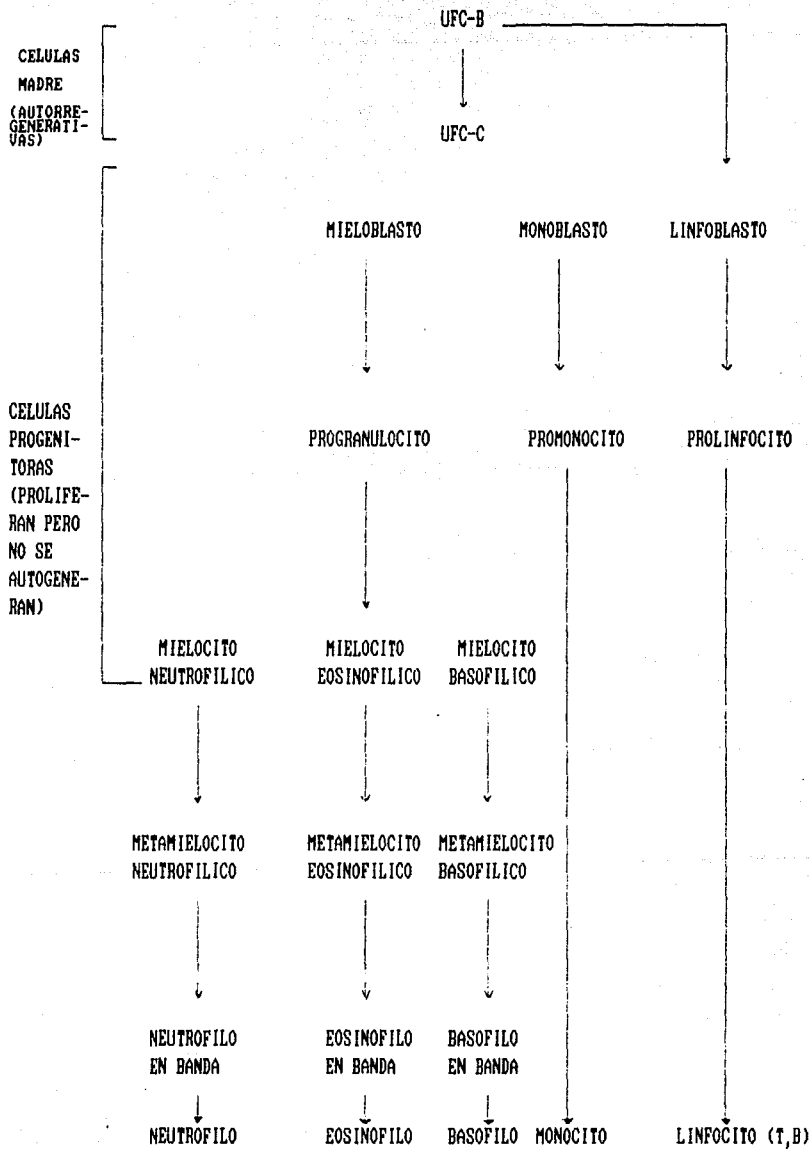 UFC-B
CELULAS
MADRE
(AUTORRE-
GENERATI-
VAS)
UFC-C
MIELOBLASTO MONOBLASTO LINFOBLASTO
CELULAS
PROGENI-
TORAS
(PROLIFE-
RAN PERO
NO SE
AUTOGENE-
RAN)
PROGRANULOCITO PROMONOCITO PROLINFOCITO
MIELOCITO MIELOCITO MIELOCITO
NEUTROFILICO EOSINOFILICO BASOFILICO
METAMIELOCITO METAMIELOCITO METAMIELOCITO
NEUTROFILICO EOSINOFILICO BASOFILICO
NEUTROFILO EOSINOFILO BASOFILO
EN BANDA EN BANDA EN BANDA
NEUTROFILO EOSINOFILO BASOFILO MONOCITO LINFOCITO (T,B)